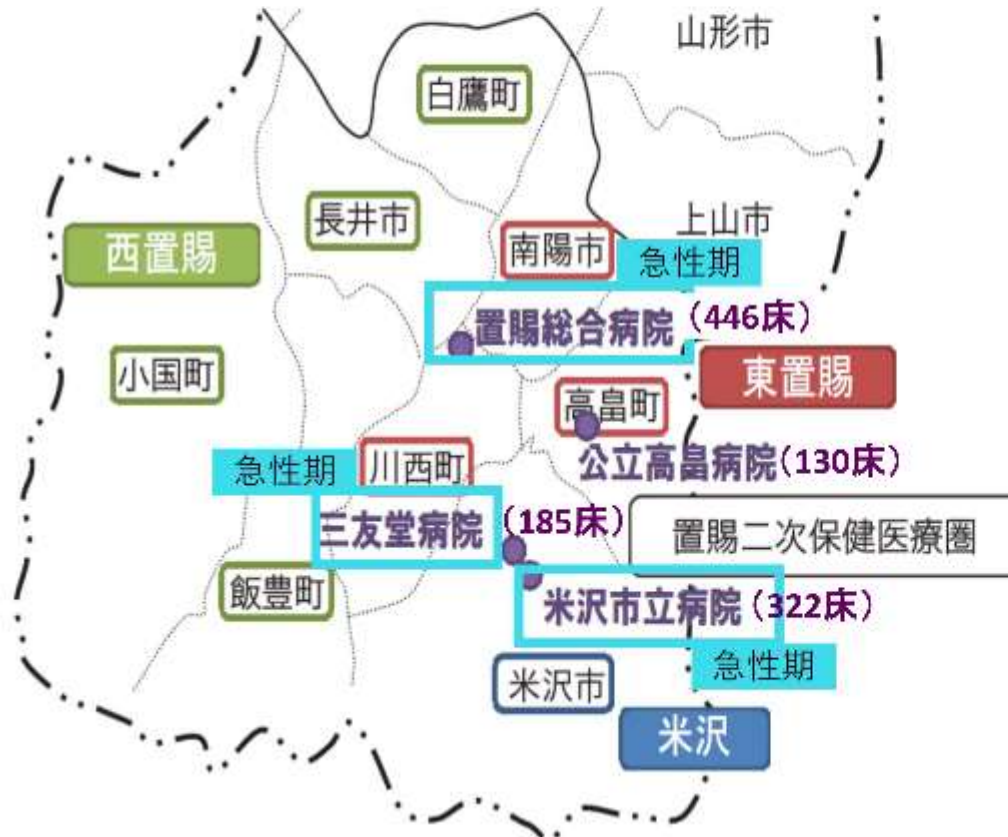 山形市
白鷹町
長井市
上山市
西置賜
南陽市
急性期
置賜総合病院 (446床)
小国町
東置賜
高畠町
公立高畠病院(130床)
急性期
川西町
三友堂病院 (185床)
置賜二次保健医療圏
飯豊町
米沢市立病院 (322床)
急性期
米沢市
米沢